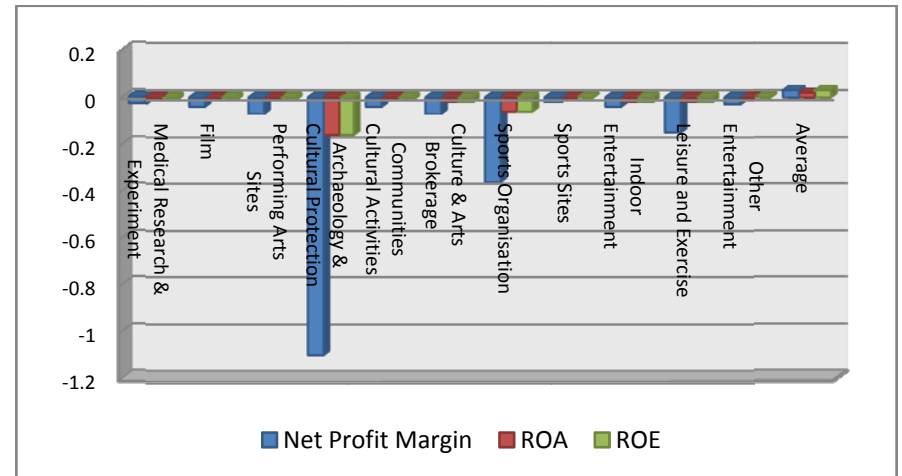 0.2
0
-0.2
-0.4
-0.6
-0.8
-1
-1.2
Medical Research &
Experiment
Film
Performing Arts
Sites
Archaeology &
Cultural Protection
Communities
Cultural Activities
Culture & Arts
Brokerage
Sports Organisation
Sports Sites
Indoor
Entertainment
Leisure and Exercise
Other
Entertainment
Average
Net Profit Margin
ROA
ROE